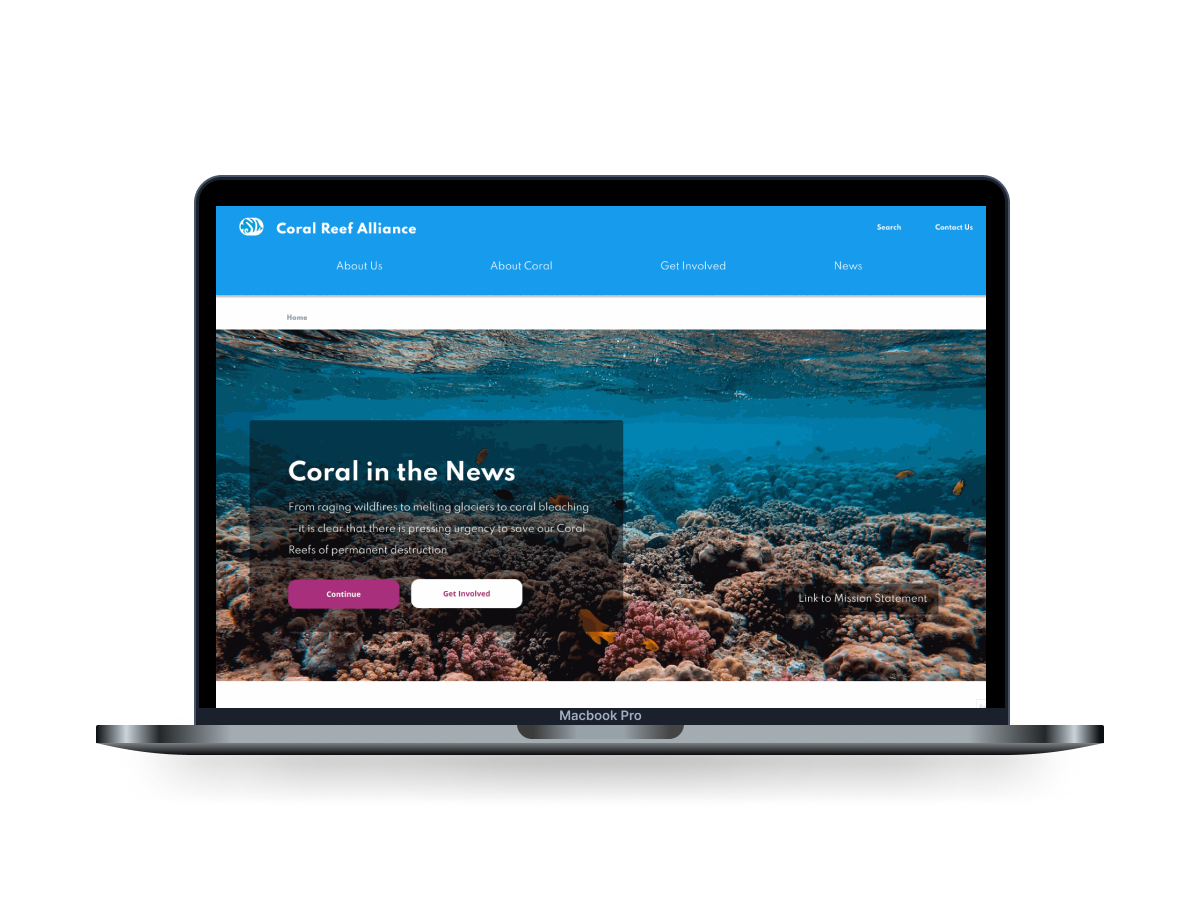 Coral Reef Alliance
Search
Contact Us
About Us
About Coral
Get Involved
News
Home
Coral in the News
From raging wildfires to melting glaciers to coral bleaching
—it is clear that there is pressing urgency to save our Coral
Reefs of permanent destruction
Continue
Get Involved
Link to Mission Statement
Macbook Pro